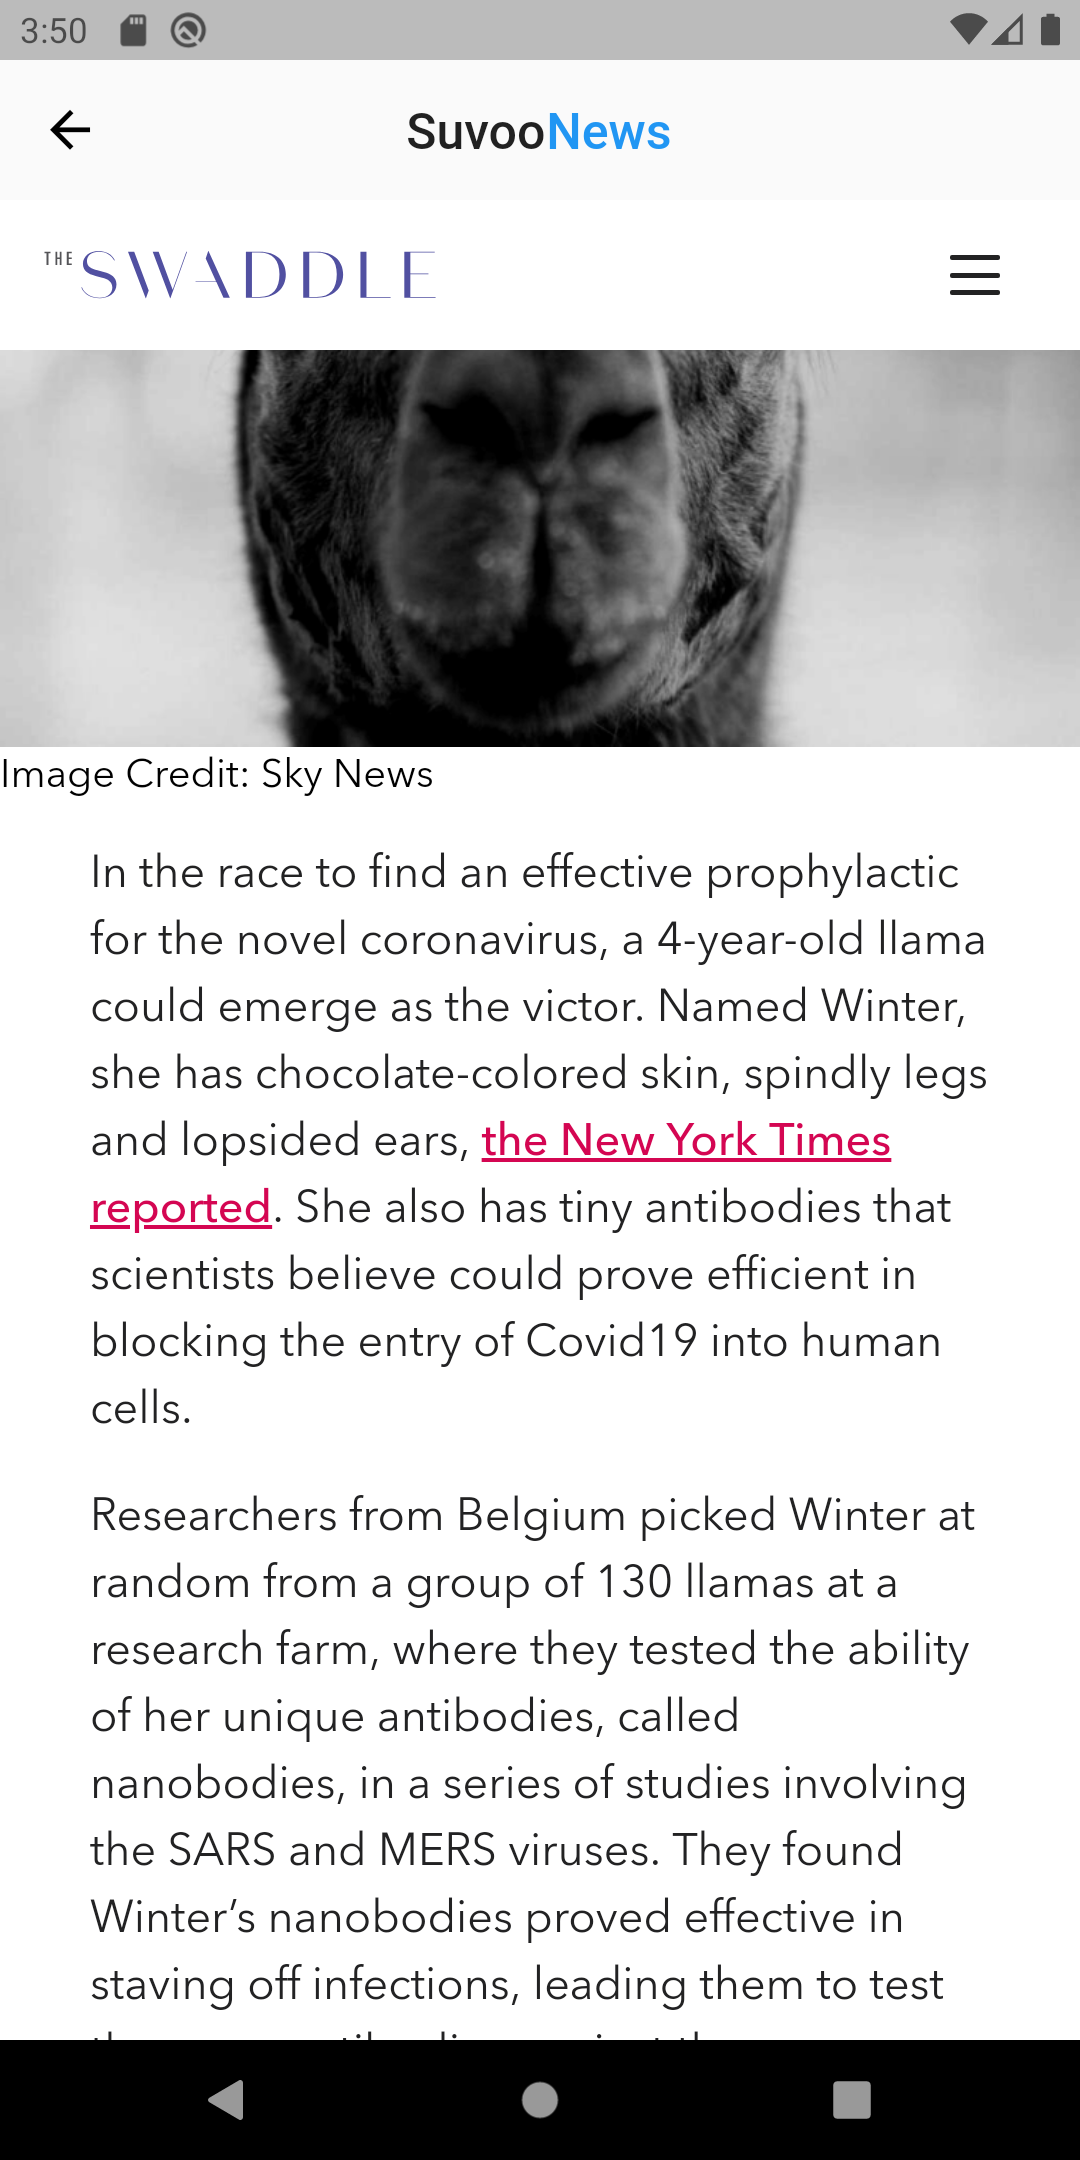 3:50
SuvooNews
THE SWADDLE
Image Credit: Sky News
In the race to find an effective prophylactic
for the novel coronavirus, a 4-year-old llama
could emerge as the victor. Named Winter,
she has chocolate-colored skin, spindly legs
and lopsided ears, the New York Times
reported. She also has tiny antibodies that
scientists believe could prove efficient in
blocking the entry of Covid19 into human
cells.
Researchers from Belgium picked Winter at
random from a group of 130 llamas at a
research farm, where they tested the ability
of her unique antibodies, called
nanobodies, in a series of studies involving
the SARS and MERS viruses. They found
Winter’s nanobodies proved effective in
staving off infections, leading them to test